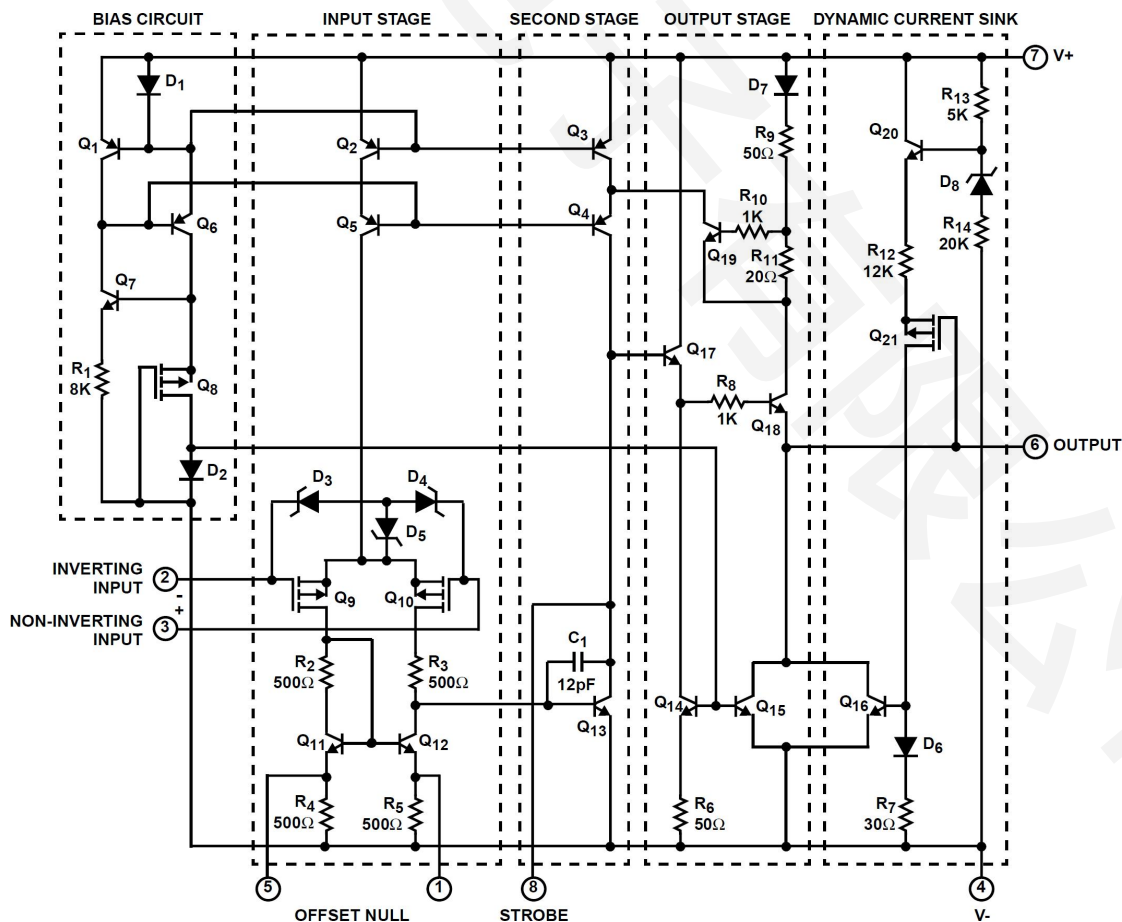 BIAS CIRCUIT
INPUT STAGE
SECOND STAGE
OUTPUT STAGE
DYNAMIC CURRENT SINK
7 V+
D1
D7
R13
5K
Q1
Q2
Q3
R9
50Ω
Q20
D8
Q6
Q5
Q4
R10
1K
Q19
R11
20Ω
R12
12K
R14
20K
Q7
Q21
R1
8K
Q8
Q17
R8
1K
Q18
6 OUTPUT
D2
D3
D4
D5
INVERTING
INPUT
2
-
+
NON-INVERTING
INPUT
3
Q9
Q10
R2
500Ω
R3
500Ω
C1
12pF
Q13
Q14
Q15
Q16
Q11
Q12
D6
R4
500Ω
R5
500Ω
R6
50Ω
R7
30Ω
5
1
8
4
OFFSET NULL
STROBE
V-